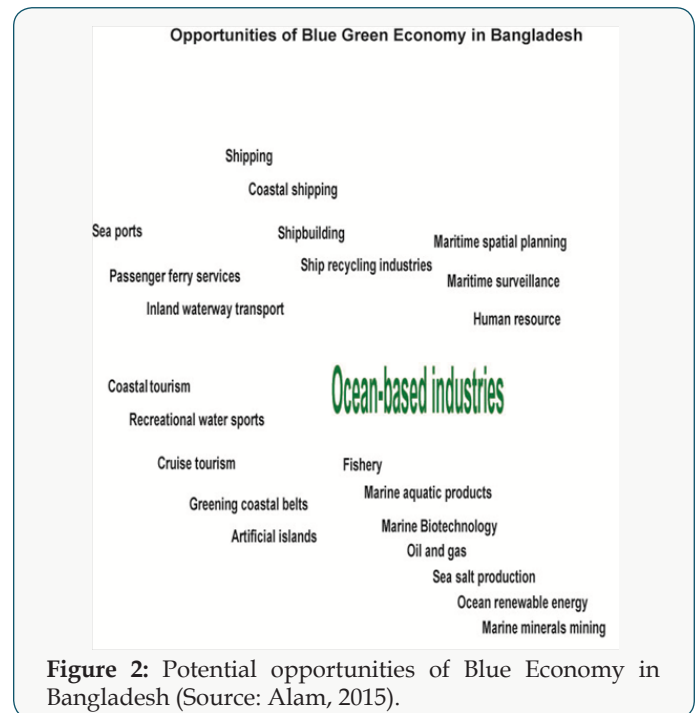 Opportunities of Blue Green Economy in Bangladesh
Shipping
Coastal shipping
Sea ports
Shipbuilding
Maritime spatial planning
Ship recycling industries
Passenger ferry services
Maritime surveillance
Inland waterway transport
Human resource
Ocean-based industries
Coastal tourism
Recreational water sports
Cruise tourism
Fishery
Greening coastal belts
Marine aquatic products
Artificial islands
Marine Biotechnology
Oil and gas
Sea salt production
Ocean renewable energy
Marine minerals mining
Figure 2: Potential opportunities of Blue Economy in
Bangladesh (Source: Alam, 2015).